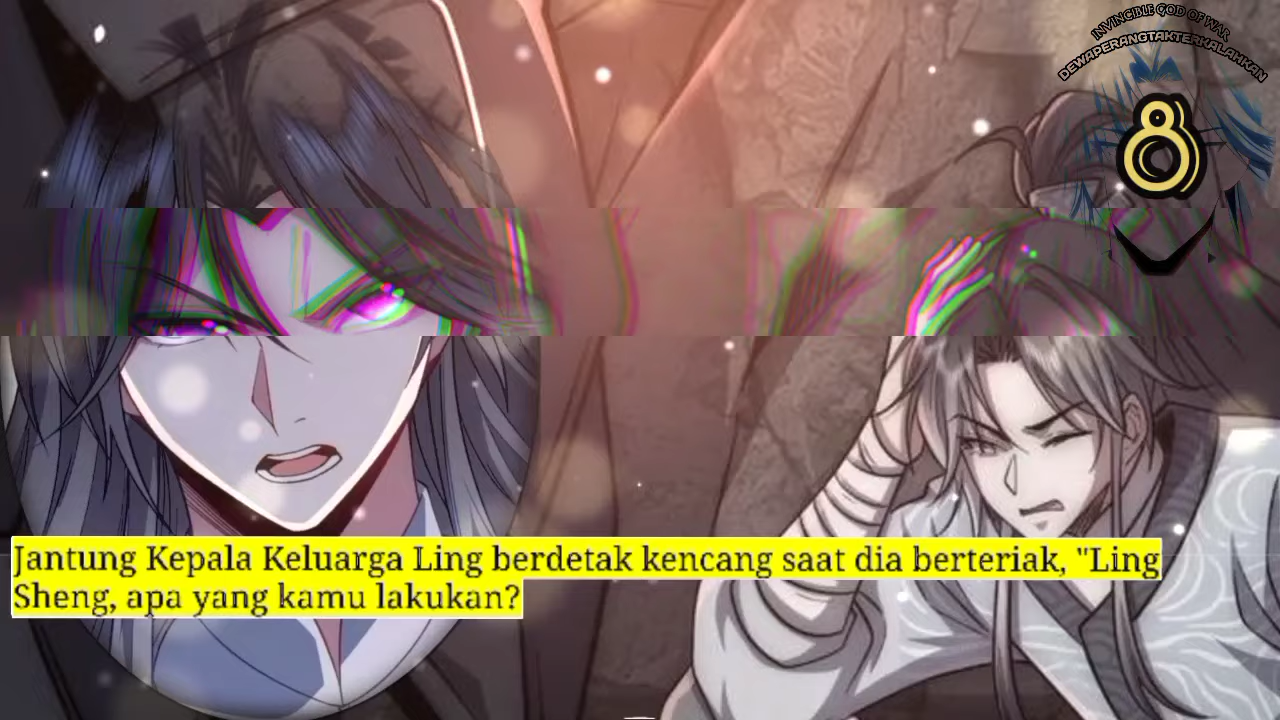 INVINCIBLE GOD OF WAR
DEWAPERANGTAKTERKALAHKAN
8
Jantung Kepala Keluarga Ling berdetak kencang saat dia berteriak, "Ling
Sheng, apa yang kamu lakukan?